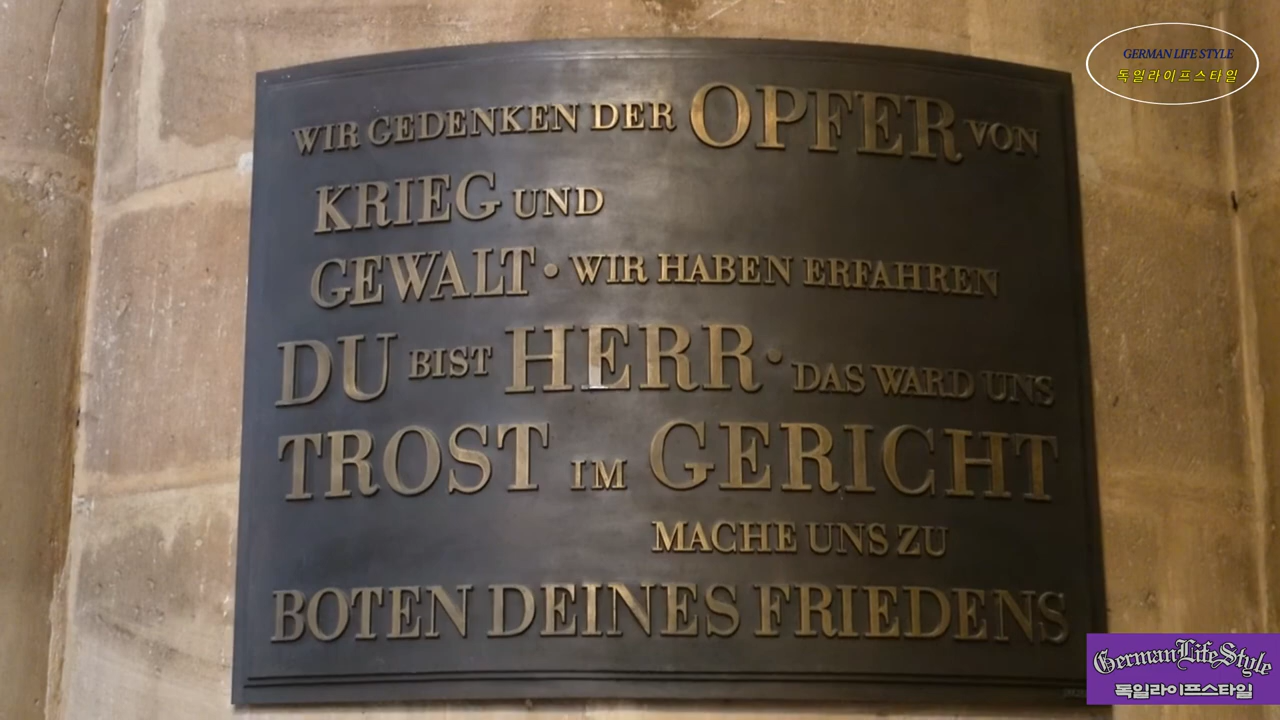 GERMAN LIFE STYLE
독일라이프스타일
WIR GEDENKEN DER OPFER VON
KRIEG UND
GEWALT · WIR HABEN ERFAHREN
DU BIST HERR · DAS WARD UNS
TROST IM GERICHT
MACHE UNS ZU
BOTEN DEINES FRIEDENS
GermanLifeStyle
독일라이프스타일